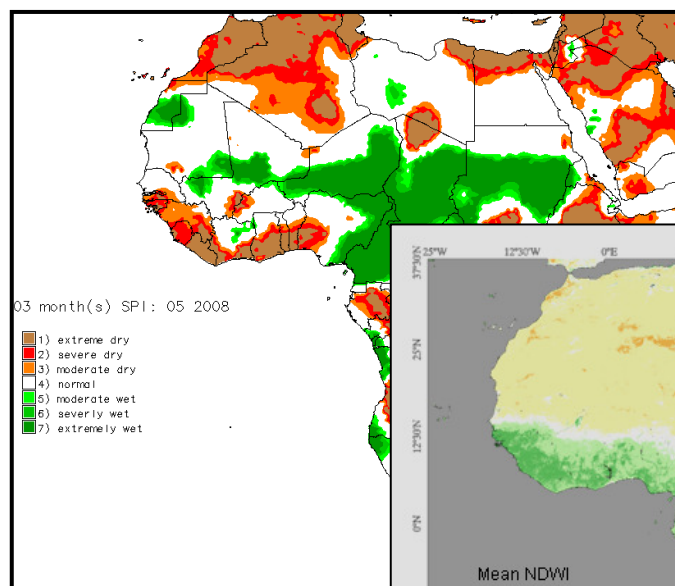 03 month(s) SPI: 05 2008
1) extreme dry
2) severe dry
3) moderate dry
4) normal
5) moderate wet
6) severly wet
7) extremely wet
25°W 12°30'W 0°E
37°30'N
25°N
12°30'N
0°N
Mean NDWI